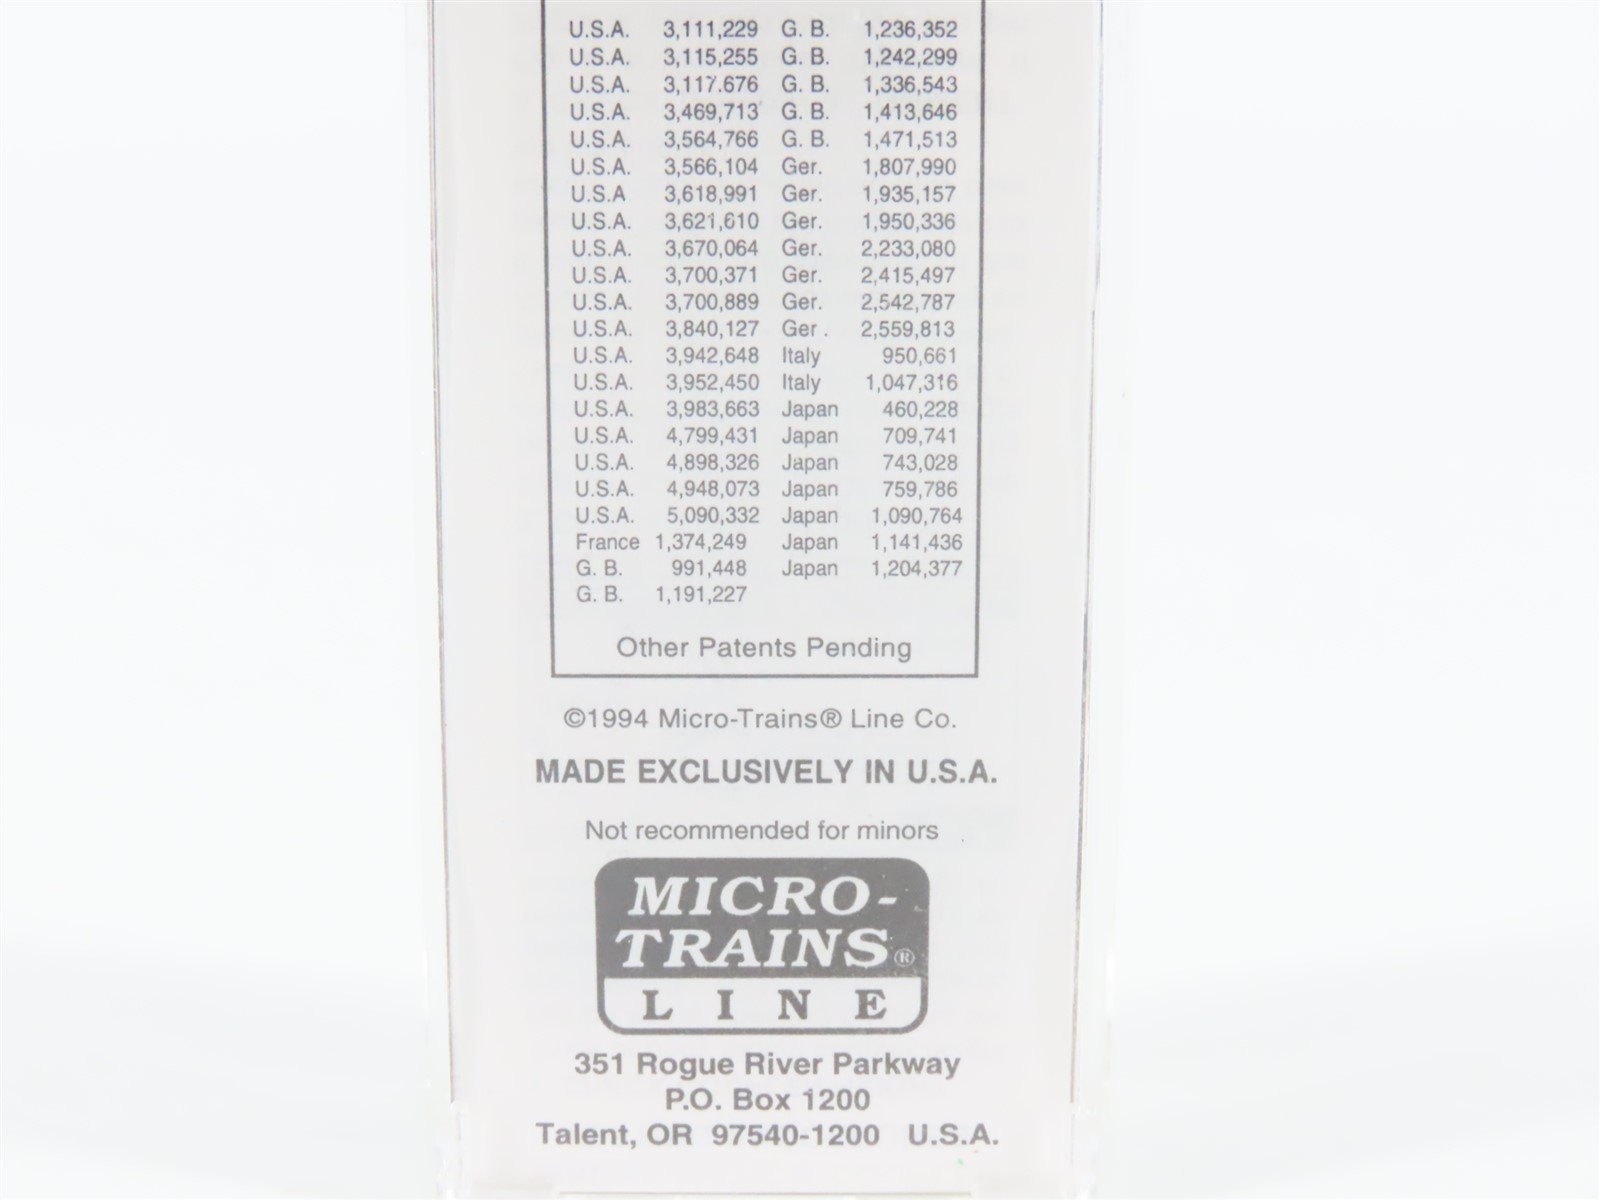 U.S.A. 3,111,229 G. B. 1,236,352
U.S.A. 3,115,255 G. B. 1,242,299
U.S.A. 3,117.676 G. B. 1,336,543
U.S.A. 3,469,713 G. B. 1,413,646
U.S.A. 3,564,766 G. B. 1,471,513
U.S.A. 3,566,104 Ger. 1,807,990
U.S.A 3,618,991 Ger. 1,935,157
U.S.A. 3,621,610 Ger. 1,950,336
U.S.A. 3,670,064 Ger. 2,233,080
U.S.A. 3,700,371 Ger. 2,415,497
U.S.A. 3,700,889 Ger. 2,542,787
U.S.A. 3,840,127 Ger . 2,559,813
U.S.A. 3,942,648 Italy 950,661
U.S.A. 3,952,450 Italy 1,047,316
U.S.A. 3,983,663 Japan 460,228
U.S.A. 4,799,431 Japan 709,741
U.S.A. 4,898,326 Japan 743,028
U.S.A. 4,948,073 Japan 759,786
U.S.A. 5,090,332 Japan 1,090,764
France 1,374,249 Japan 1,141,436
G. B. 991,448 Japan 1,204,377
G. B. 1,191,227
Other Patents Pending
©1994 Micro-Trains® Line Co.
MADE EXCLUSIVELY IN U.S.A.
Not recommended for minors
MICRO-
TRAINS®
LINE
351 Rogue River Parkway
P.O. Box 1200
Talent, OR 97540-1200 U.S.A.